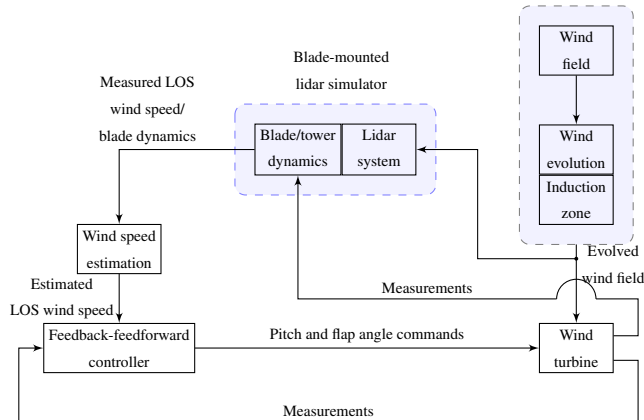 Wind
field
Blade-mounted
lidar simulator
Measured LOS
wind speed/
blade dynamics
Blade/tower
dynamics
Lidar
system
Wind
evolution
Induction
zone
Wind speed
estimation
Evolved
wind field
Estimated
LOS wind speed
Measurements
Feedback-feedforward
controller
Pitch and flap angle commands
Wind
turbine
Measurements